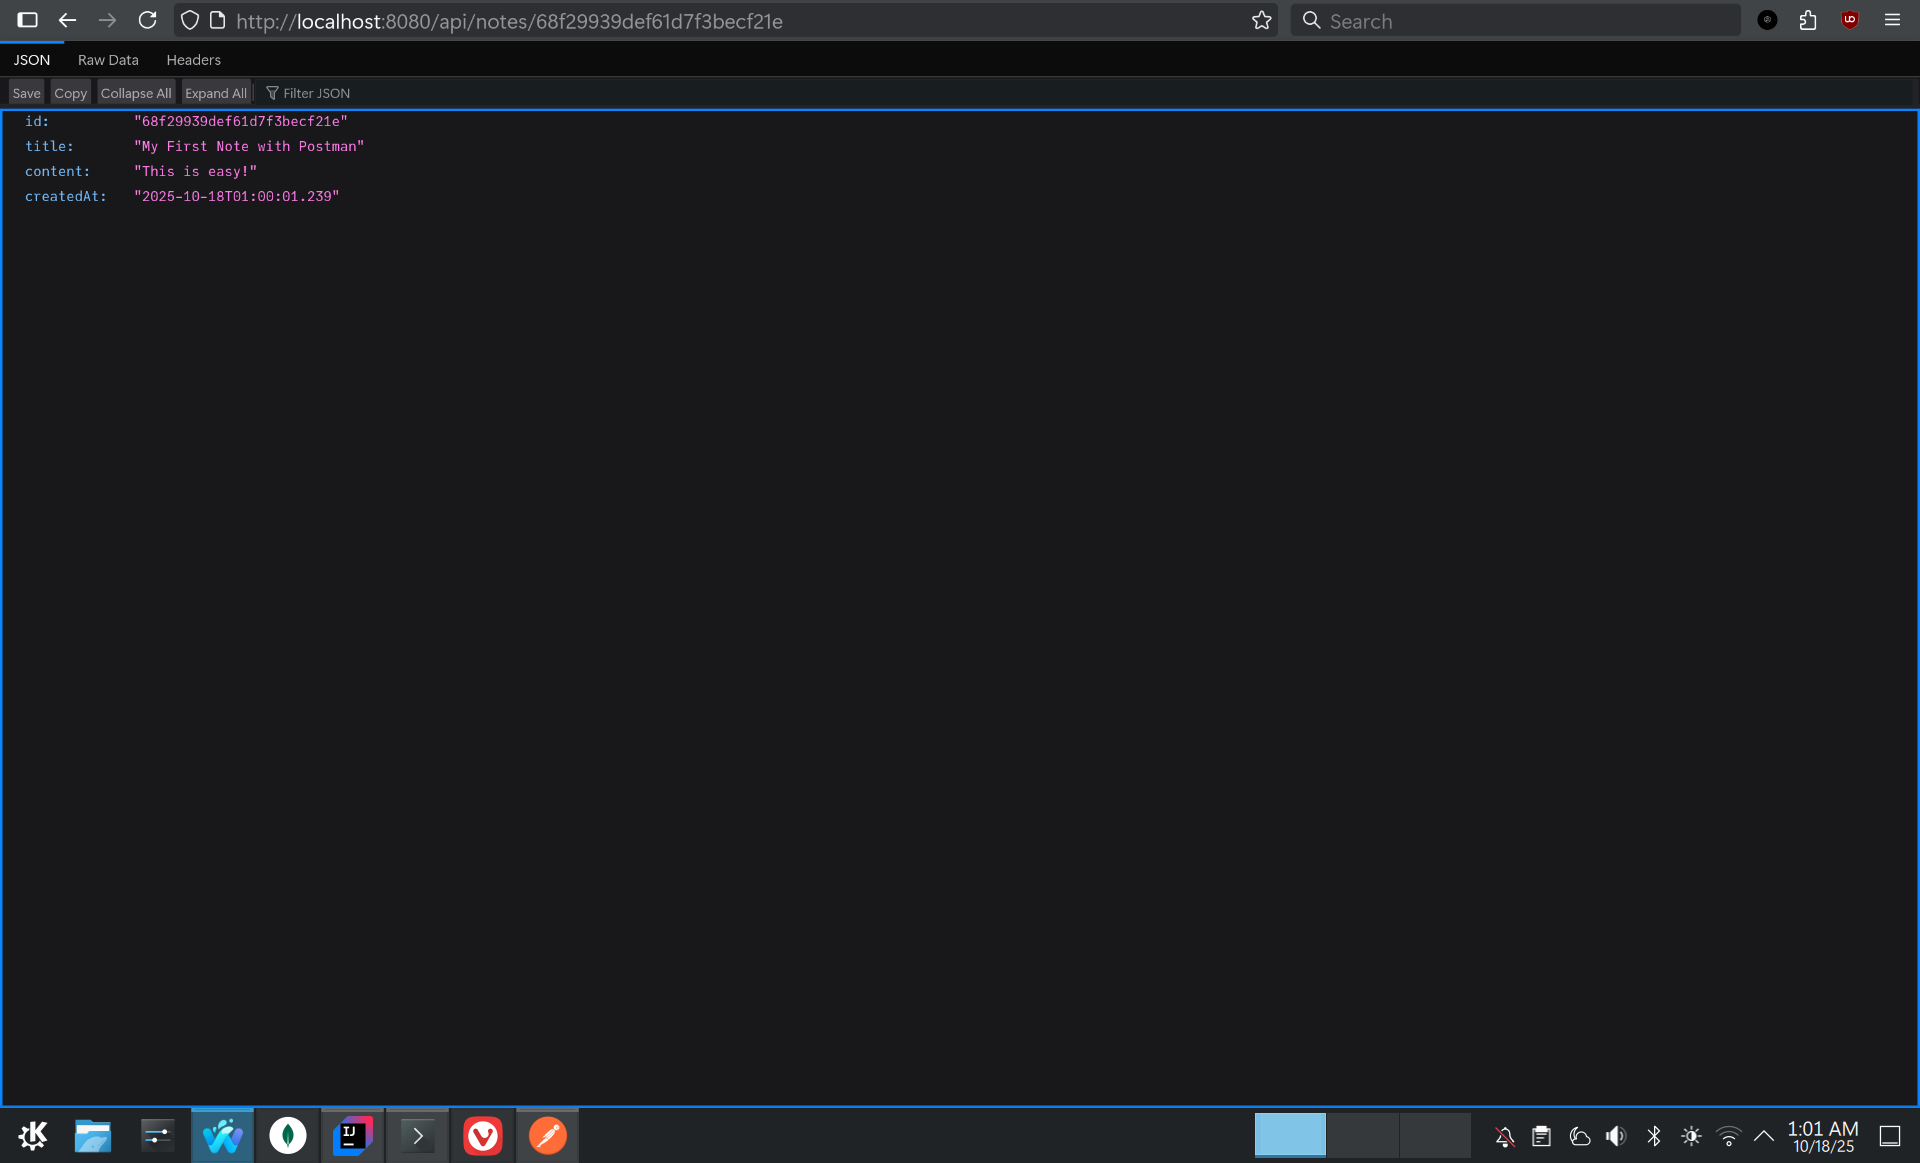 http://localhost:8080/api/notes/68f29939def61d7f3becf21e
Search
JSON Raw Data Headers
Save Copy Collapse All Expand All Filter JSON
id: "68f29939def61d7f3becf21e"
title: "My First Note with Postman"
content: "This is easy!"
createdAt: "2025-10-18T01:00:01.239"
IJ
1:01 AM
10/18/25